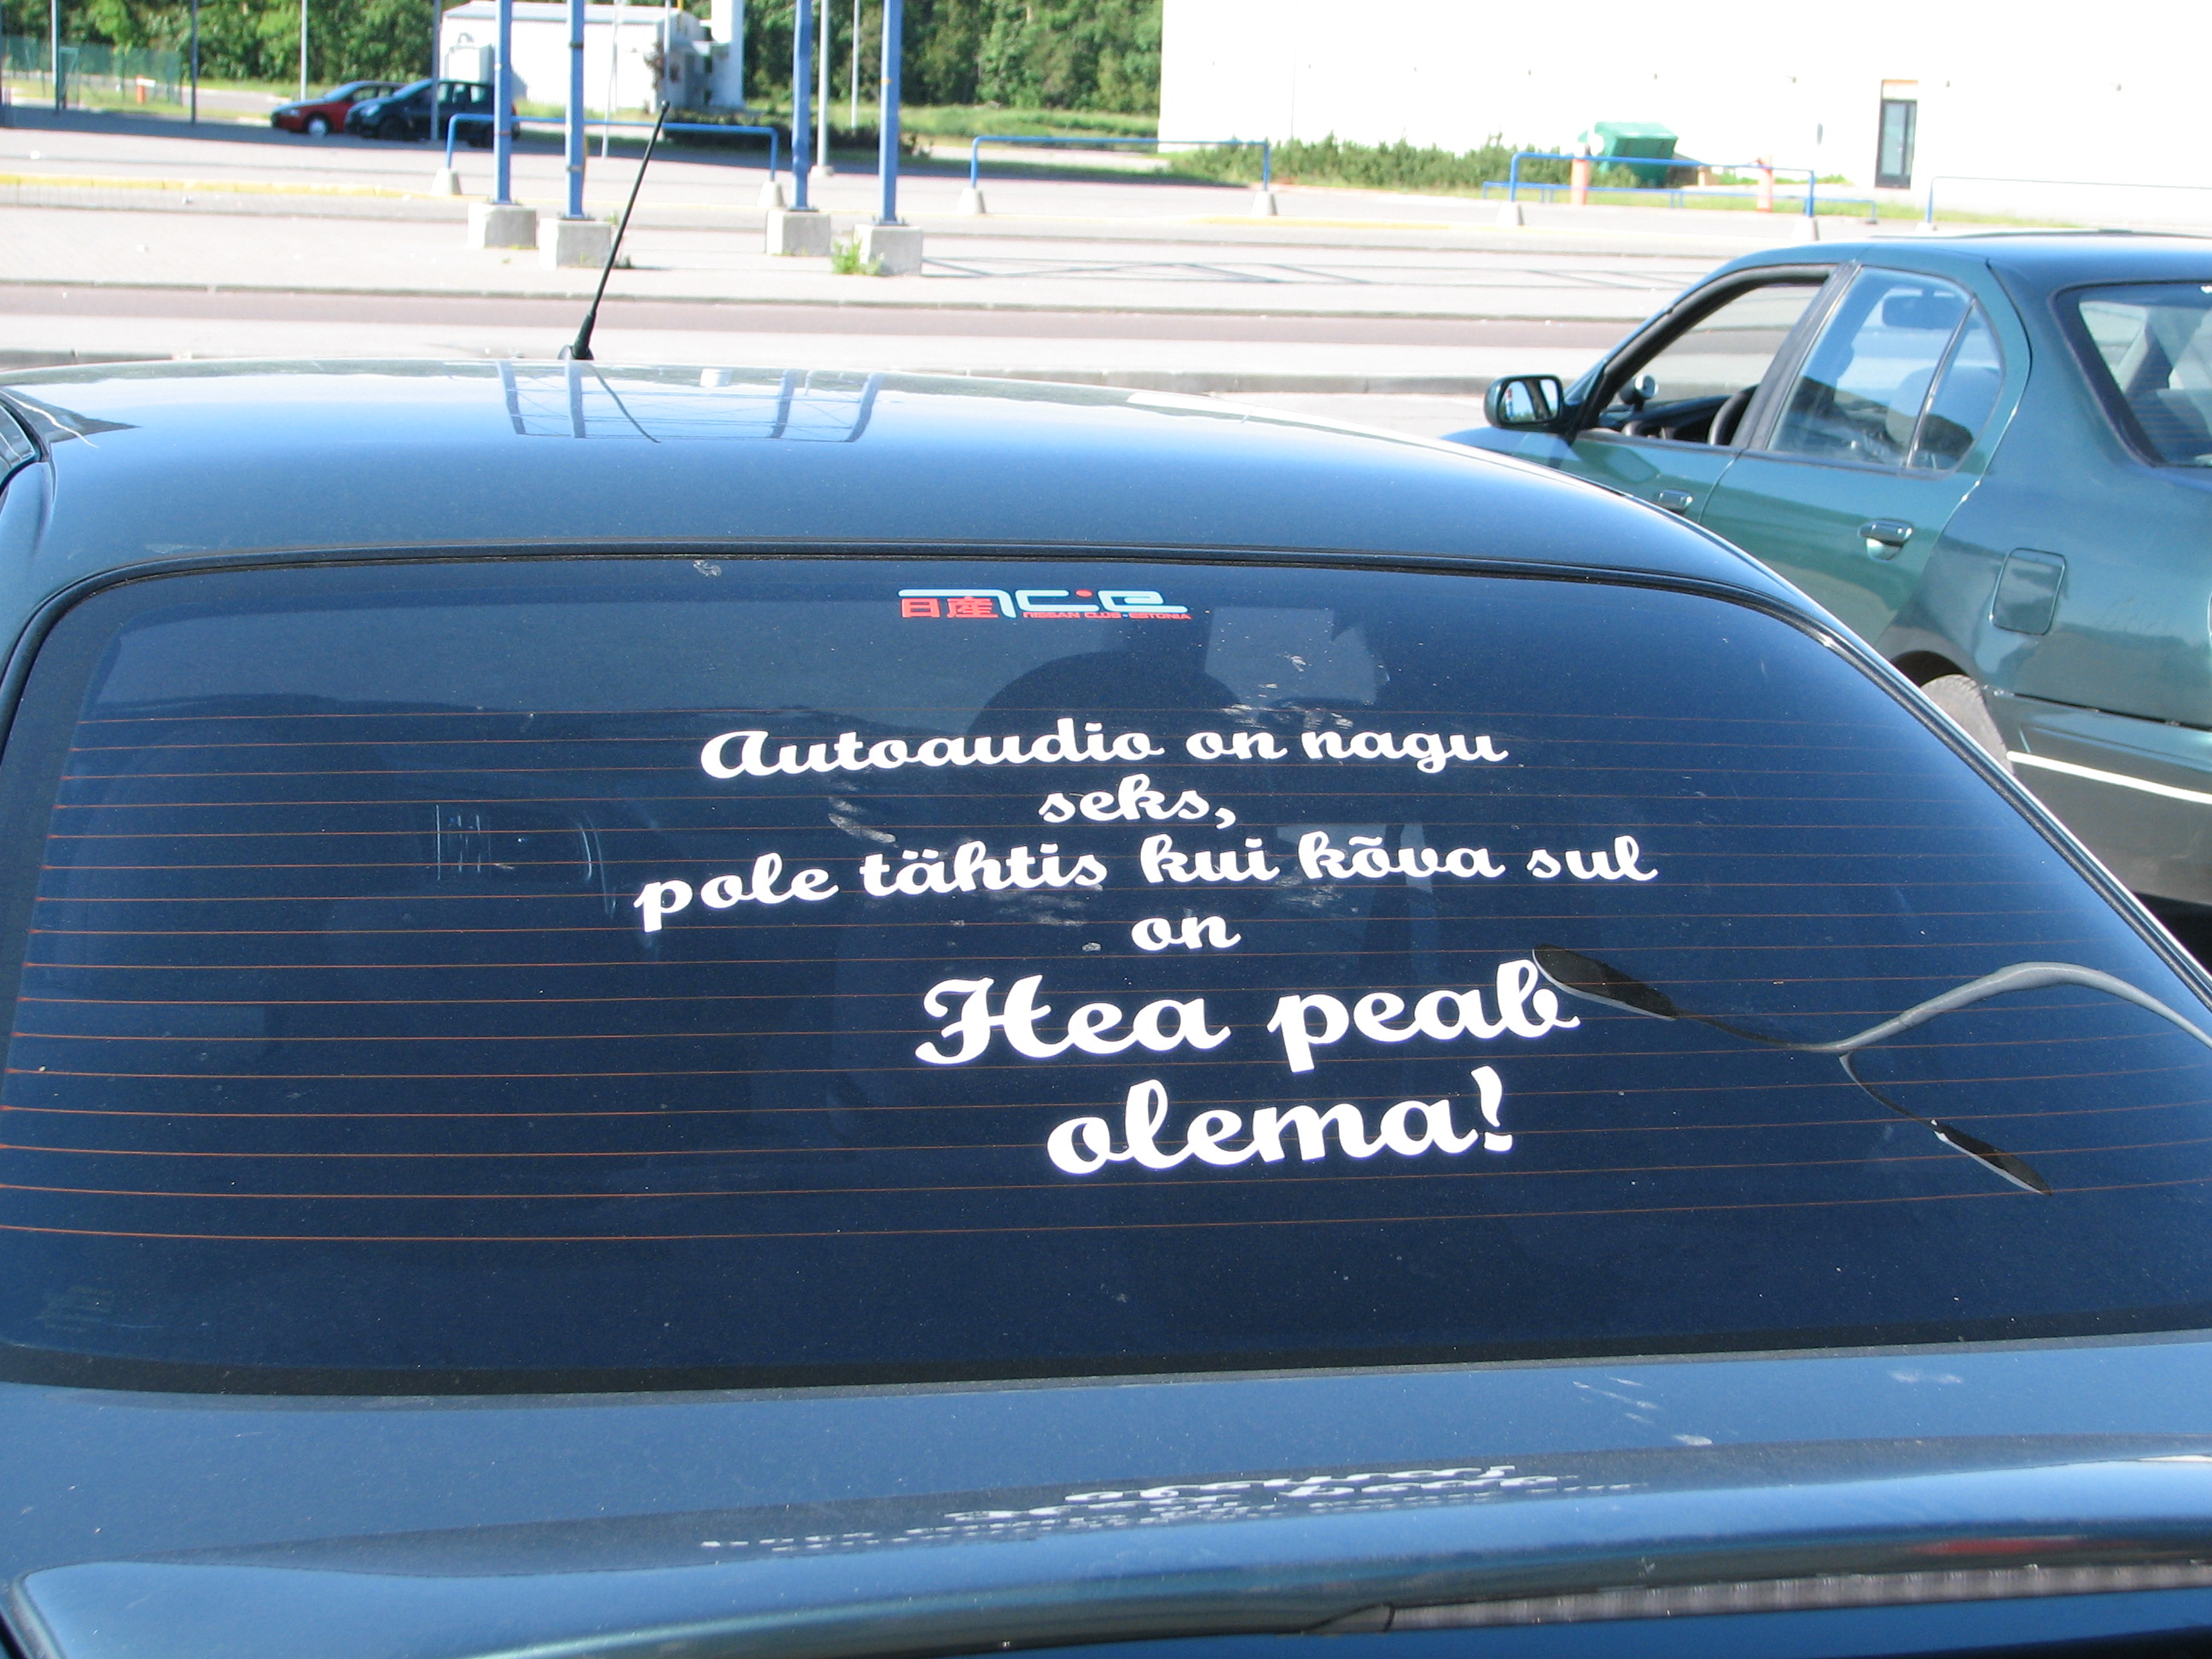 日産 nc:e
NISSAN CLUB • ESTONIA
Autoaudio on nagu
seks,
pole tähtis kui kõva sul
on
Hea peab
olema!